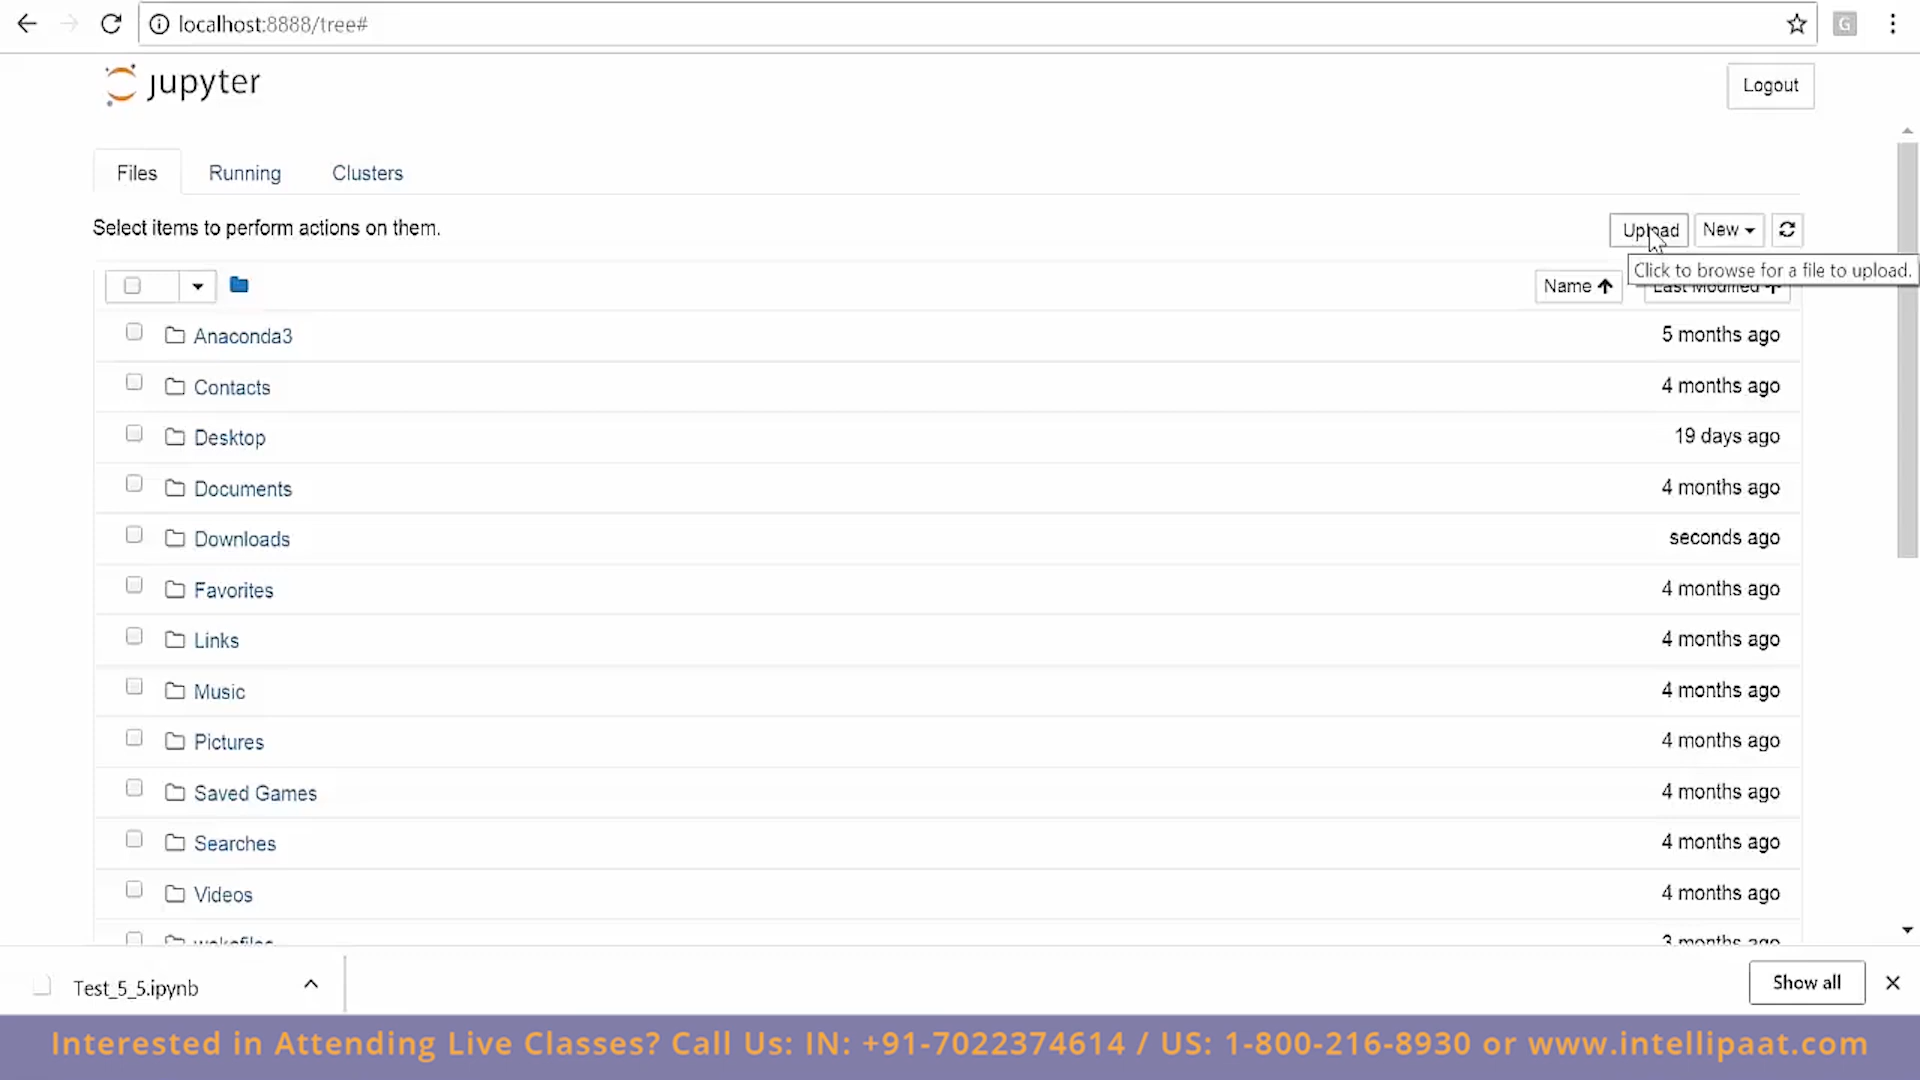 localhost:8888/tree#
G
jupyter
Logout
Files Running Clusters
Select items to perform actions on them.
Upload New
Click to browse for a file to upload.
Name Last Modified
Anaconda3 5 months ago
Contacts 4 months ago
Desktop 19 days ago
Documents 4 months ago
Downloads seconds ago
Favorites 4 months ago
Links 4 months ago
Music 4 months ago
Pictures 4 months ago
Saved Games 4 months ago
Searches 4 months ago
Videos 4 months ago
3 months ago
Test_5_5.ipynb
Show all
Interested in Attending Live Classes? Call Us: IN: +91-7022374614 / US: 1-800-216-8930 or www.intellipaat.com